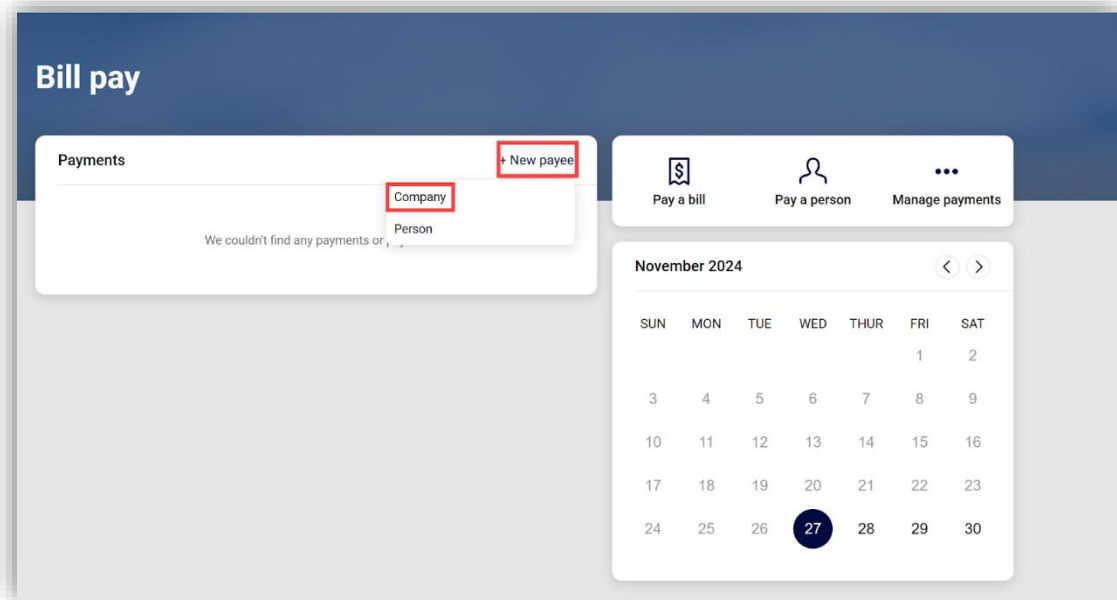 Bill pay
Payments
+ New payee
Company
Person
We couldn't find any payments or
Pay a bill
Pay a person
Manage payments
November 2024
SUN MON TUE WED THUR FRI SAT
1 2
3 4 5 6 7 8 9
10 11 12 13 14 15 16
17 18 19 20 21 22 23
24 25 26 27 28 29 30